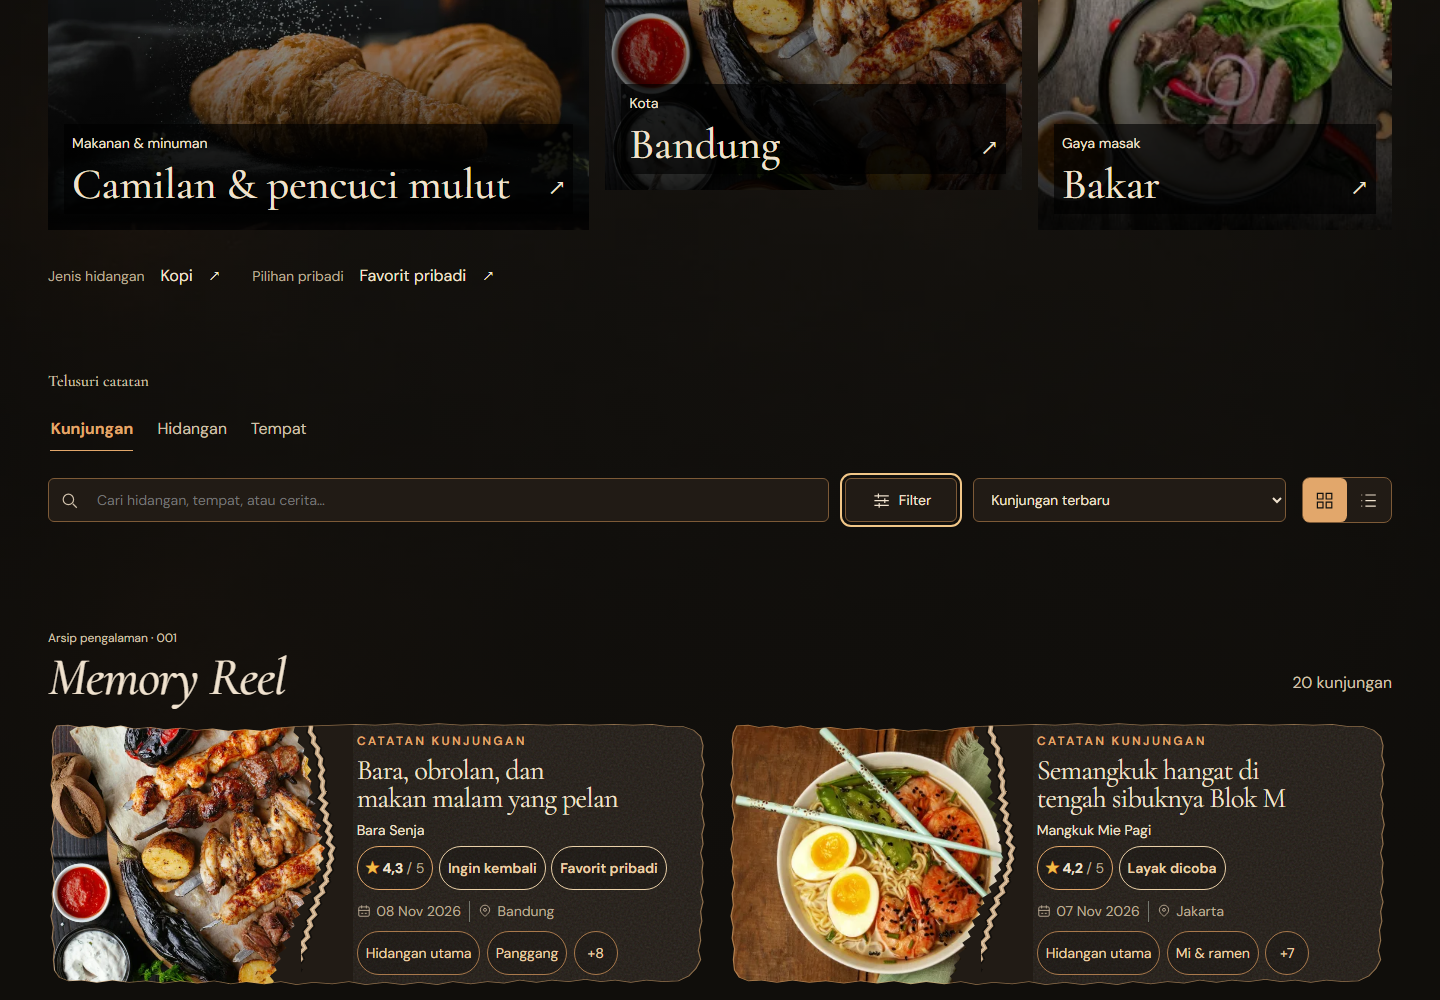 Makanan & minuman
Camilan & pencuci mulut ↗
Kota
Bandung ↗
Gaya masak
Bakar ↗
Jenis hidangan Kopi ↗ Pilihan pribadi Favorit pribadi ↗
Telusuri catatan
Kunjungan Hidangan Tempat
Cari hidangan, tempat, atau cerita... Filter Kunjungan terbaru
Arsip pengalaman · 001
Memory Reel
20 kunjungan
CATATAN KUNJUNGAN
Bara, obrolan, dan
makan malam yang pelan
Bara Senja
★ 4,3 / 5 Ingin kembali Favorit pribadi
08 Nov 2026 Bandung
Hidangan utama Panggang +8
CATATAN KUNJUNGAN
Semangkuk hangat di
tengah sibuknya Blok M
Mangkuk Mie Pagi
★ 4,2 / 5 Layak dicoba
07 Nov 2026 Jakarta
Hidangan utama Mi & ramen +7